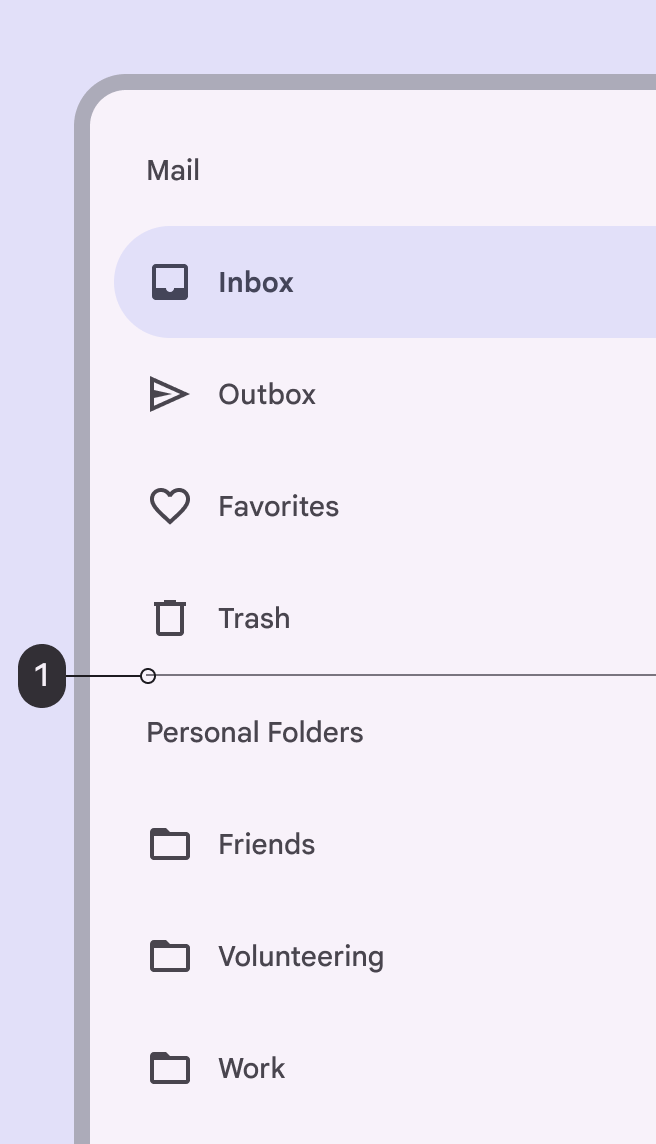 Mail
Inbox
Outbox
Favorites
Trash
1
Personal Folders
Friends
Volunteering
Work